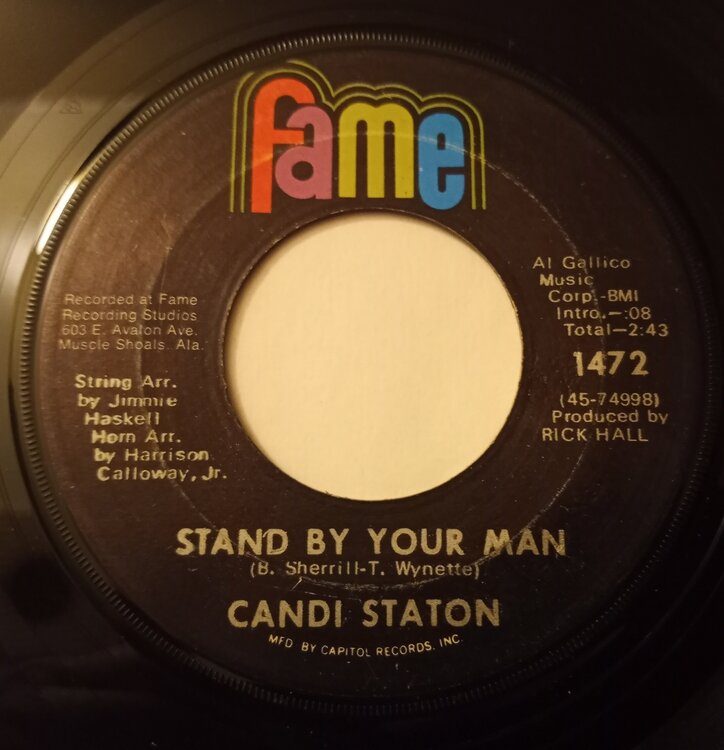 fame
Recorded at Fame
Recording Studios
603 E. Avalon Ave.
Muscle Shoals, Ala.
String Arr.
by Jimmie
Haskell
Horn Arr.
by Harrison
Calloway, Jr.
Al Gallico
Music
Corp.-BMI
Intro.-:08
Total-2:43
1472
(45-74998)
Produced by
RICK HALL
STAND BY YOUR MAN
(B. Sherrill-T. Wynette)
CANDI STATON
MFD BY CAPITOL RECORDS, INC.